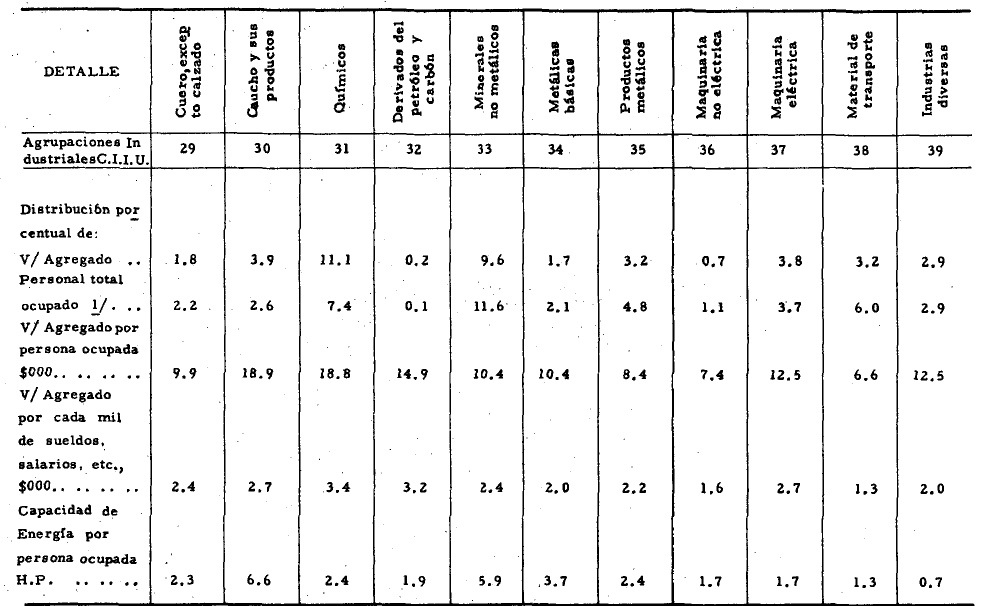 DETALLE
Cuero, excep
to calzado
Caucho y sus
productos
Químicos
Derivados del
petróleo y
carbón
Minerales
no metálicos
Metálicas
básicas
Productos
metálicos
Maquinaria
no eléctrica
Maquinaria
eléctrica
Material de
transporte
Industrias
diversas
Agrupaciones In
dustriales C.I.I.U. 29 30 31 32 33 34 35 36 37 38 39
Distribución por
centual de:
V/ Agregado .. 1.8 3.9 11.1 0.2 9.6 1.7 3.2 0.7 3.8 3.2 2.9
Personal total
ocupado 1/. .. 2.2 2.6 7.4 0.1 11.6 2.1 4.8 1.1 3.7 6.0 2.9
V/ Agregado por
persona ocupada
$000.. .. .. .. 9.9 18.9 18.8 14.9 10.4 10.4 8.4 7.4 12.5 6.6 12.5
V/ Agregado
por cada mil
de sueldos,
salarios, etc.,
$000.. .. .. .. 2.4 2.7 3.4 3.2 2.4 2.0 2.2 1.6 2.7 1.3 2.0
Capacidad de
Energía por
persona ocupada
H.P. .. .. .. 2.3 6.6 2.4 1.9 5.9 3.7 2.4 1.7 1.7 1.3 0.7